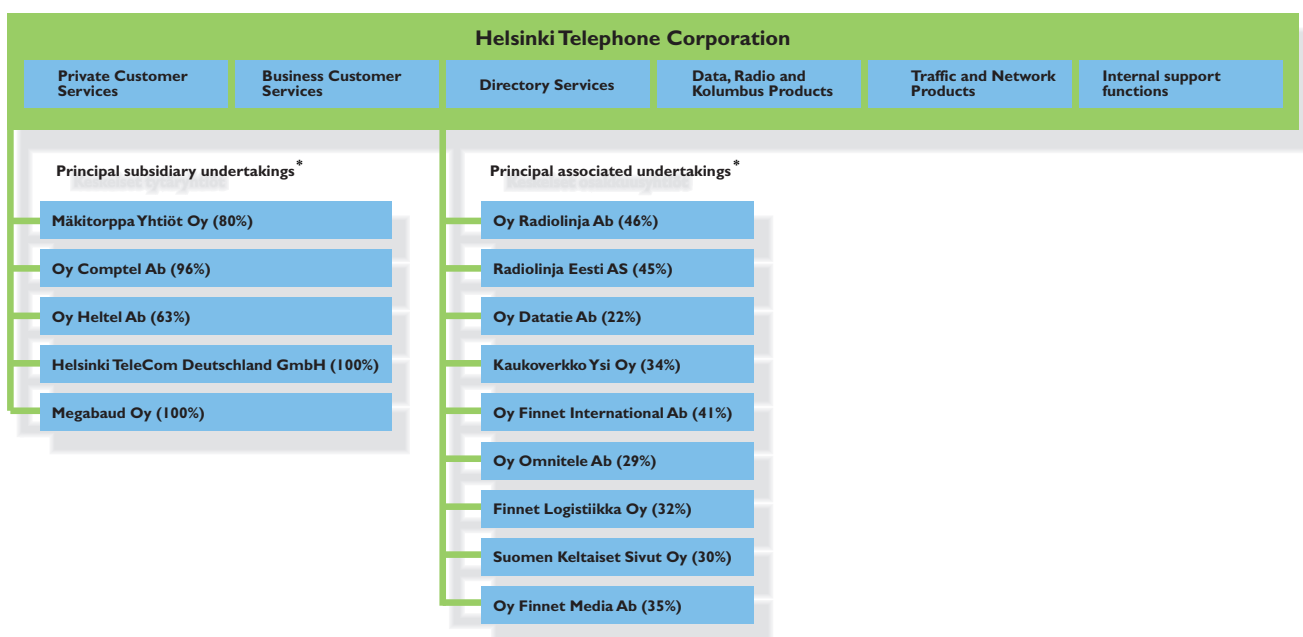 Helsinki Telephone Corporation
Private Customer
Services
Business Customer
Services
Directory Services
Data, Radio and
Kolumbus Products
Traffic and Network
Products
Internal support
functions
Principal subsidiary undertakings*
Mäkitorppa Yhtiöt Oy (80%)
Oy Comptel Ab (96%)
Oy Heltel Ab (63%)
Helsinki TeleCom Deutschland GmbH (100%)
Megabaud Oy (100%)
Principal associated undertakings*
Oy Radiolinja Ab (46%)
Radiolinja Eesti AS (45%)
Oy Datatie Ab (22%)
Kaukoverkko Ysi Oy (34%)
Oy Finnet International Ab (41%)
Oy Omnitele Ab (29%)
Finnet Logistiikka Oy (32%)
Suomen Keltaiset Sivut Oy (30%)
Oy Finnet Media Ab (35%)